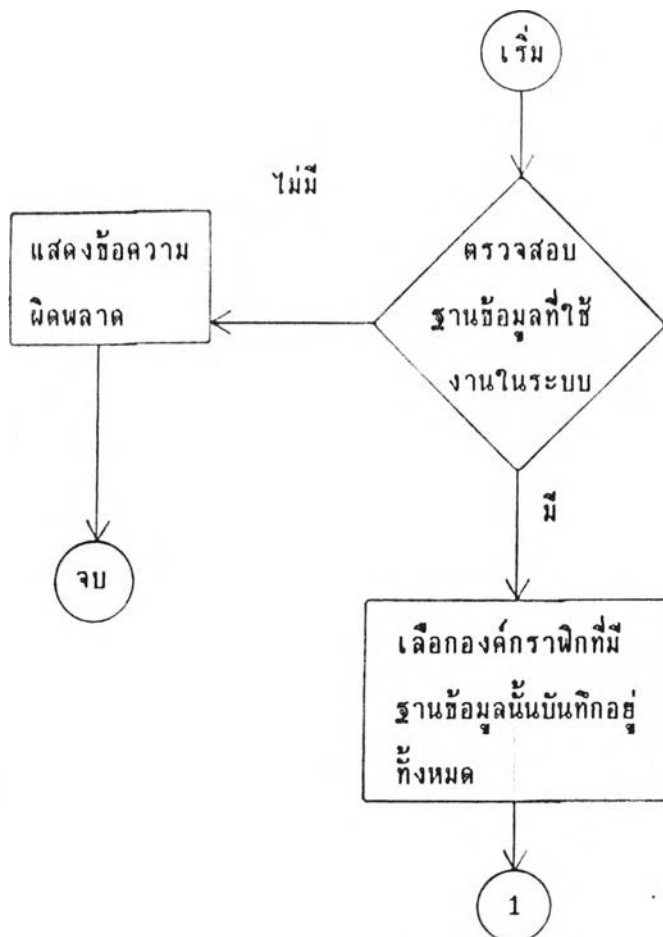 เริ่ม
ไม่มี
ตรวจสอบ
ฐานข้อมูลที่ใช้
งานในระบบ
แสดงข้อความ
ผิดพลาด
มี
จบ
เลือกองค์กราฟิกที่มี
ฐานข้อมูลนั้นบันทึกอยู่
ทั้งหมด
1